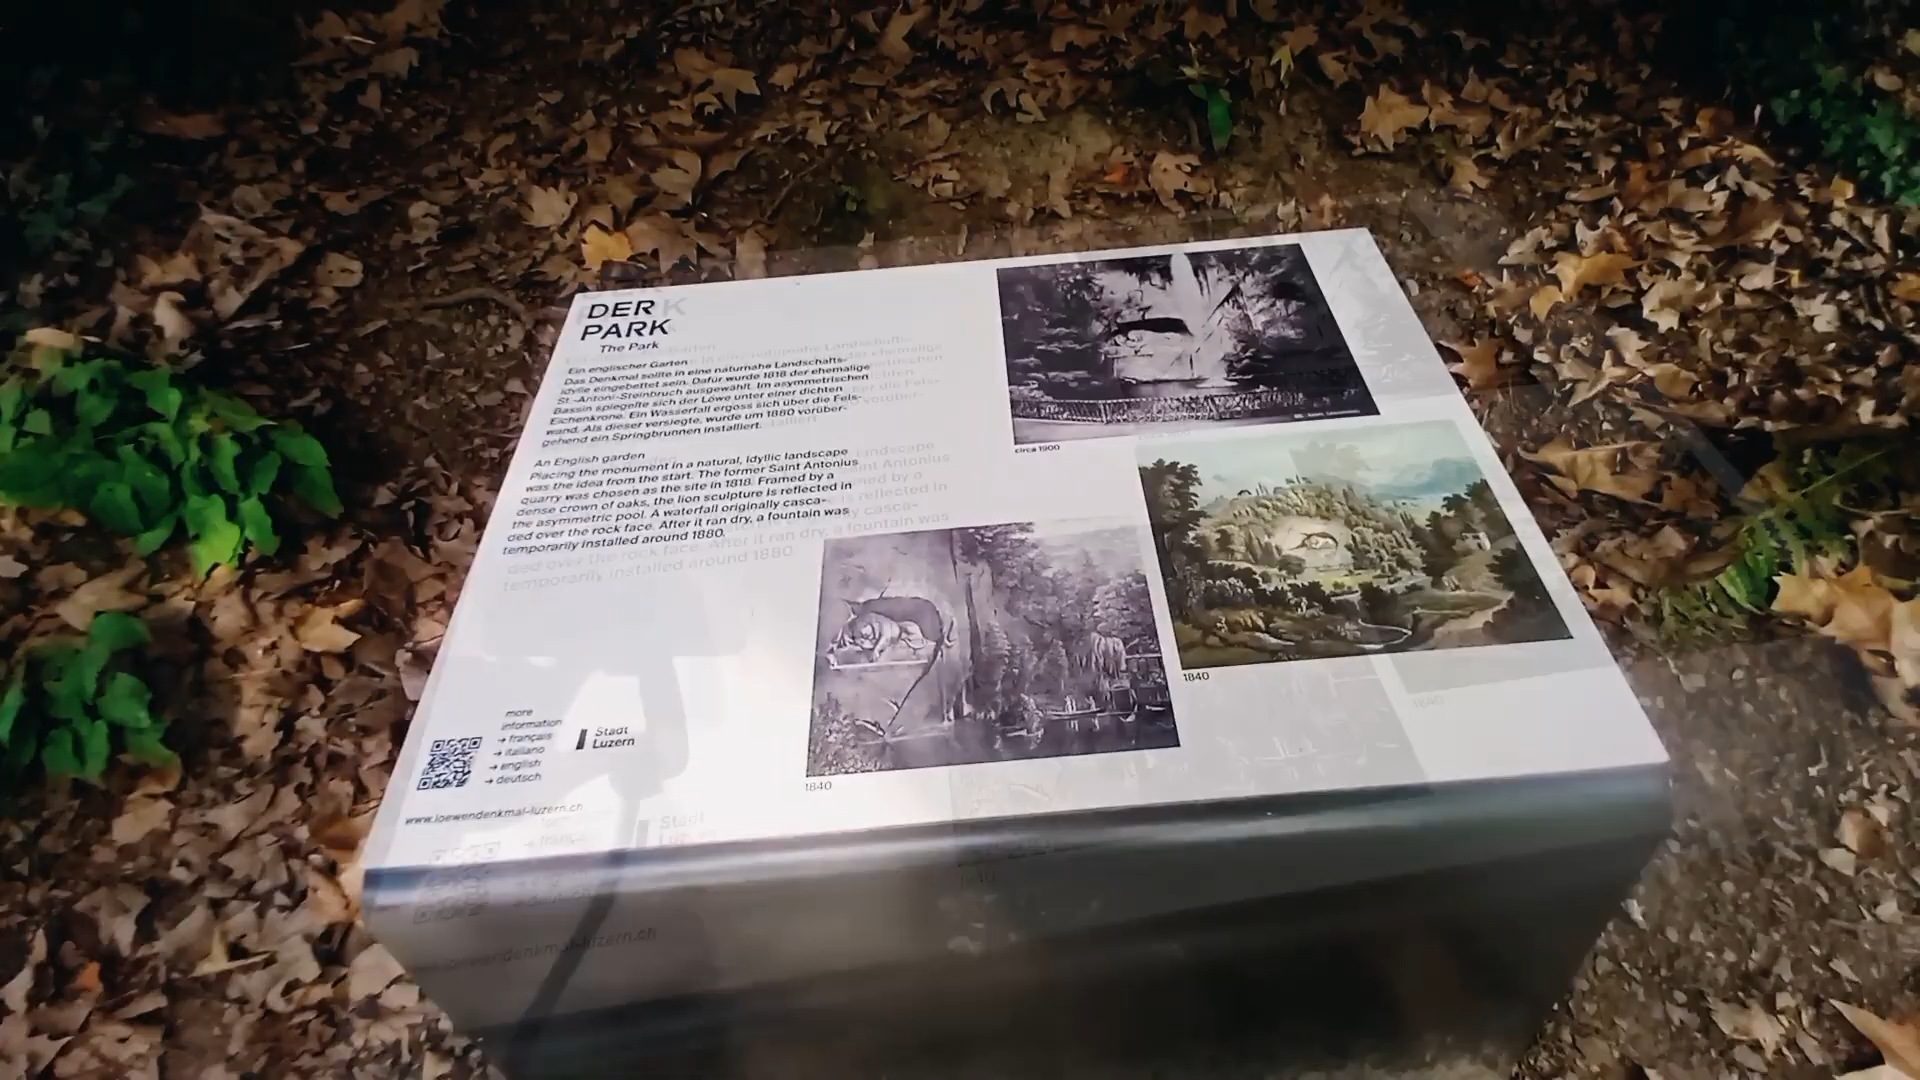 DER
PARK
The Park
Ein englischer Garten
Das Denkmal sollte in eine naturnahe Landschafts-
idylle eingebettet sein. Dafür wurde 1818 der ehemalige
St.-Antoni-Steinbruch ausgewählt. Im asymmetrischen
Bassin spiegelte sich der Löwe unter einer dichten
Eichenkrone. Ein Wasserfall ergoss sich über die Fels-
wand. Als dieser versiegte, wurde um 1880 vorüber-
gehend ein Springbrunnen installiert.
An English garden
Placing the monument in a natural, idyllic landscape
was the idea from the start. The former Saint Antonius
quarry was chosen as the site in 1818. Framed by a
dense crown of oaks, the lion sculpture is reflected in
the asymmetric pool. A waterfall originally casca-
ded over the rock face. After it ran dry, a fountain was
temporarily installed around 1880.
circa 1900
1840
1840
more
information
→ français
→ italiano
→ english
→ deutsch
Stadt
Luzern
www.loewendenkmal-luzern.ch